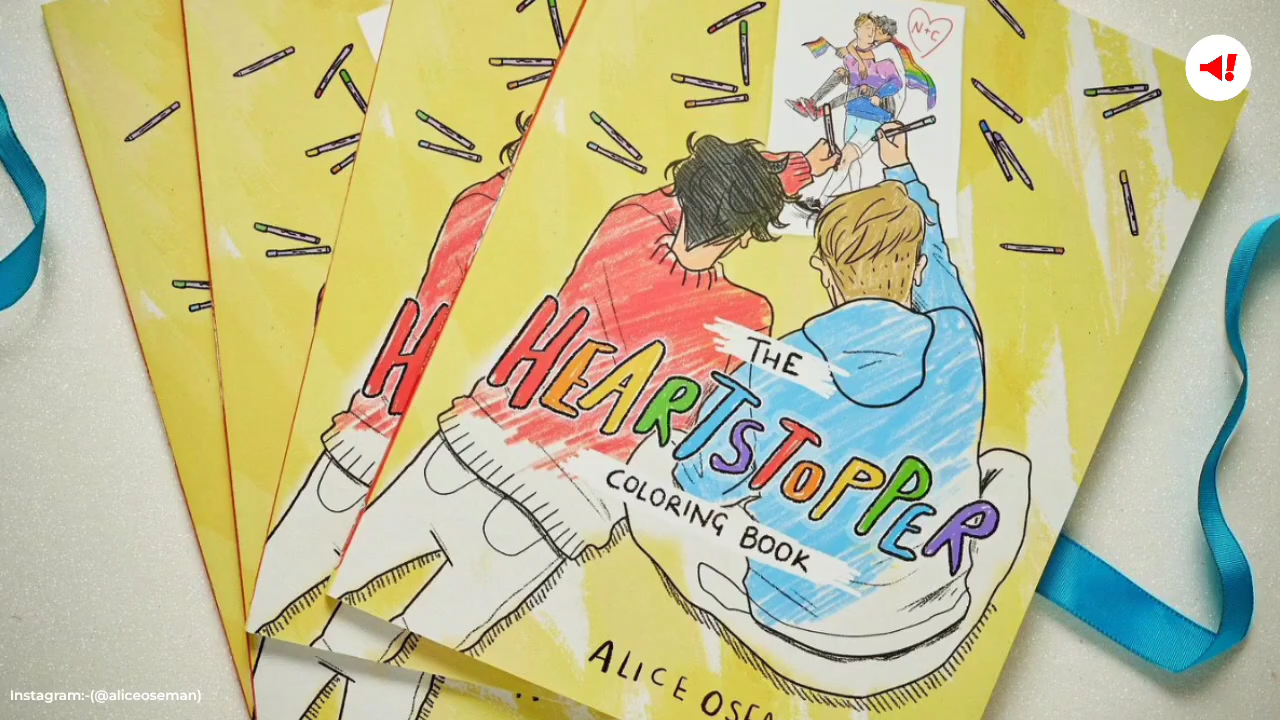 N+C
THE
HEARTSTOPPER
COLORING BOOK
ALICE OSE
H
Instagram:-(@aliceoseman)